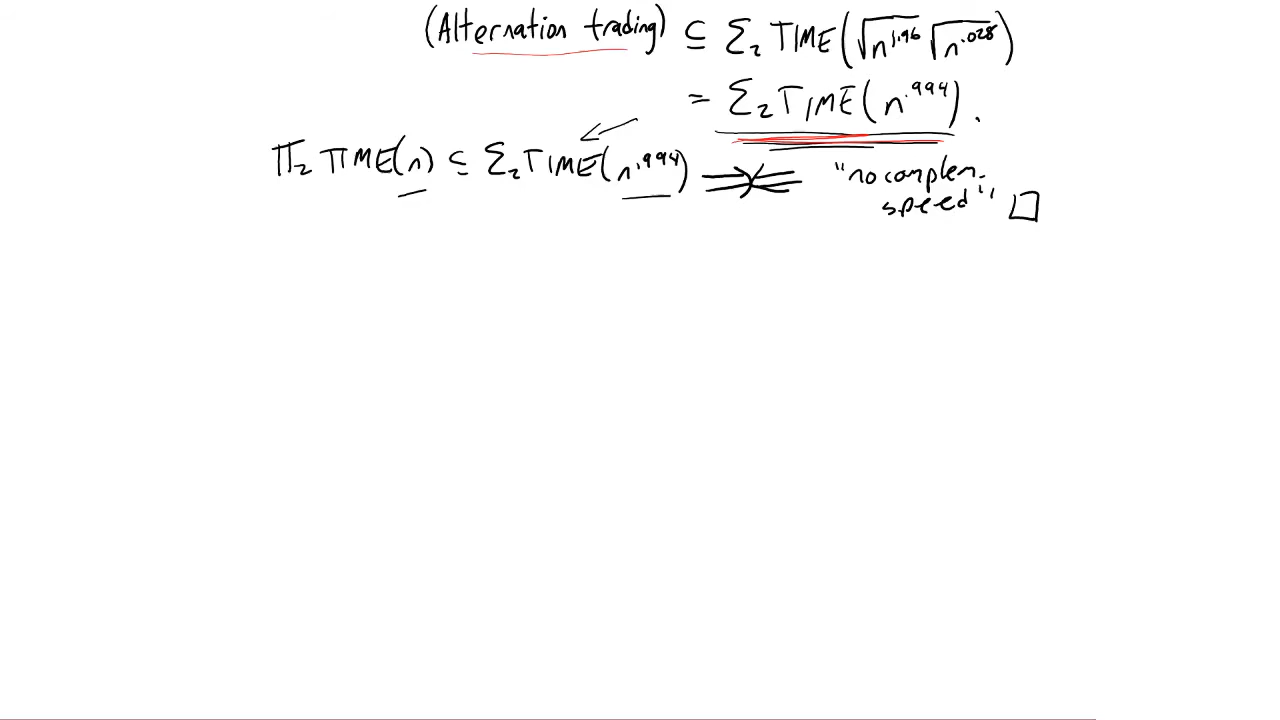 (Alternation trading) ⊆ Σ₂TIME(√n^1.96 √n^.028)
= Σ₂TIME(n^.994).
Π₂TIME(n) ⊆ Σ₂TIME(n^.994) ⇒⇐ "no complem.
speed" □